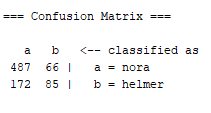 === Confusion Matrix ===
a b <-- classified as
487 66 | a = nora
172 85 | b = helmer